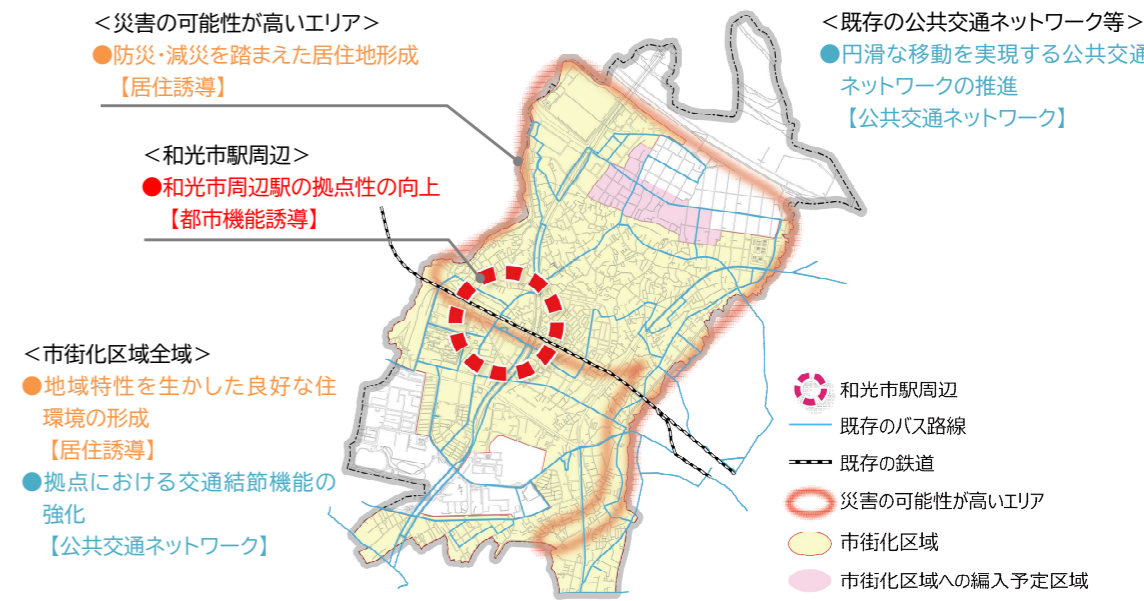 ＜災害の可能性が高いエリア＞
●防災・減災を踏まえた居住地形成
【居住誘導】
＜和光市駅周辺＞
●和光市周辺駅の拠点性の向上
【都市機能誘導】
＜市街化区域全域＞
●地域特性を生かした良好な住
環境の形成
【居住誘導】
●拠点における交通結節機能の
強化
【公共交通ネットワーク】
＜既存の公共交通ネットワーク等＞
●円滑な移動を実現する公共交通
ネットワークの推進
【公共交通ネットワーク】
和光市駅周辺
既存のバス路線
既存の鉄道
災害の可能性が高いエリア
市街化区域
市街化区域への編入予定区域